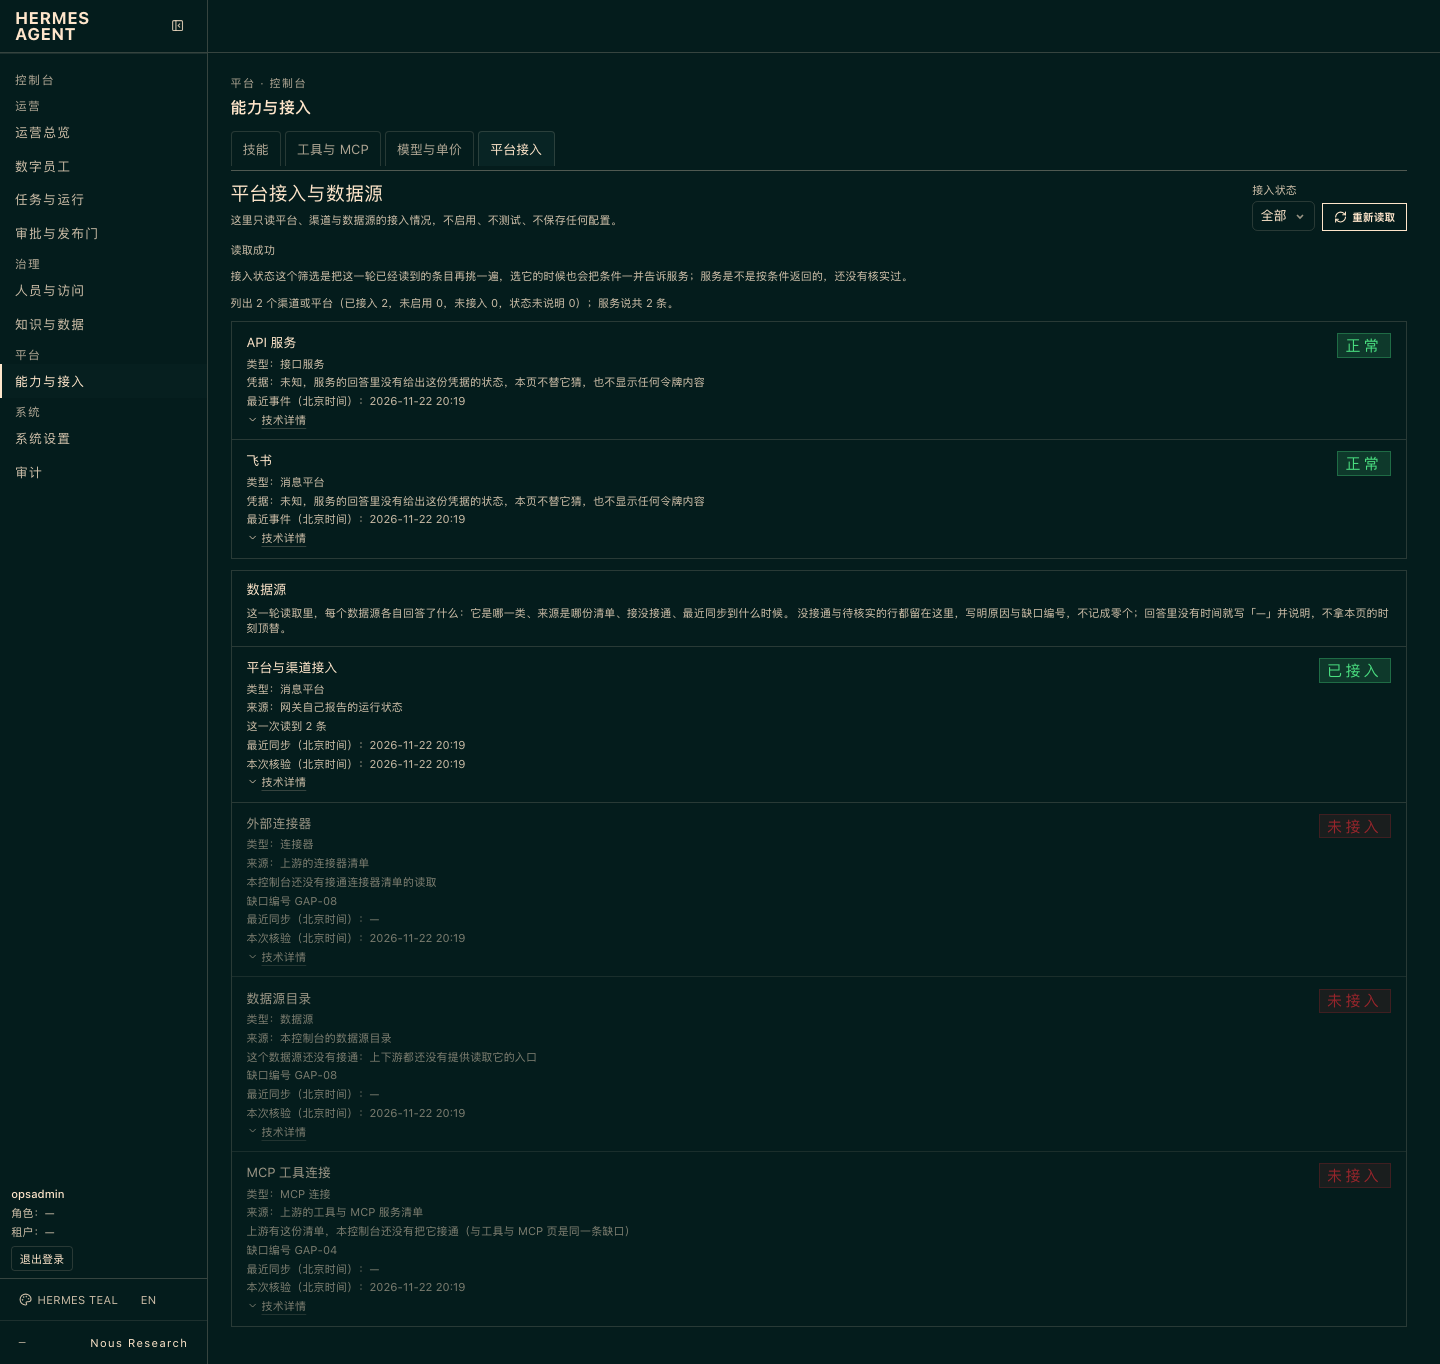 HERMES
AGENT
控制台
运营
运营总览
数字员工
任务与运行
审批与发布门
治理
人员与访问
知识与数据
平台
能力与接入
系统
系统设置
审计
opsadmin
角色：—
租户：—
退出登录
HERMES TEAL
EN
—
Nous Research
平台 · 控制台
能力与接入
技能
工具与 MCP
模型与单价
平台接入
平台接入与数据源
这里只读平台、渠道与数据源的接入情况，不启用、不测试、不保存任何配置。
接入状态
全部
重新读取
读取成功
接入状态这个筛选是把这一轮已经读到的条目再挑一遍，选它的时候也会把条件一并告诉服务；服务是不是按条件返回的，还没有核实过。
列出 2 个渠道或平台（已接入 2，未启用 0，未接入 0，状态未说明 0）；服务说共 2 条。
API 服务
正常
类型：接口服务
凭据：未知，服务的回答里没有给出这份凭据的状态，本页不替它猜，也不显示任何令牌内容
最近事件（北京时间）：2026-11-22 20:19
技术详情
飞书
正常
类型：消息平台
凭据：未知，服务的回答里没有给出这份凭据的状态，本页不替它猜，也不显示任何令牌内容
最近事件（北京时间）：2026-11-22 20:19
技术详情
数据源
这一轮读取里，每个数据源各自回答了什么：它是哪一类、来源是哪份清单、接没接通、最近同步到什么时候。 没接通与待核实的行都留在这里，写明原因与缺口编号，不记成零个；回答里没有时间就写「—」并说明，不拿本页的时
刻顶替。
平台与渠道接入
已接入
类型：消息平台
来源：网关自己报告的运行状态
这一次读到 2 条
最近同步（北京时间）：2026-11-22 20:19
本次核验（北京时间）：2026-11-22 20:19
技术详情
外部连接器
未接入
类型：连接器
来源：上游的连接器清单
本控制台还没有接通连接器清单的读取
缺口编号 GAP-08
最近同步（北京时间）：—
本次核验（北京时间）：2026-11-22 20:19
技术详情
数据源目录
未接入
类型：数据源
来源：本控制台的数据源目录
这个数据源还没有接通：上下游都还没有提供读取它的入口
缺口编号 GAP-08
最近同步（北京时间）：—
本次核验（北京时间）：2026-11-22 20:19
技术详情
MCP 工具连接
未接入
类型：MCP 连接
来源：上游的工具与 MCP 服务清单
上游有这份清单，本控制台还没有把它接通（与工具与 MCP 页是同一条缺口）
缺口编号 GAP-04
最近同步（北京时间）：—
本次核验（北京时间）：2026-11-22 20:19
技术详情